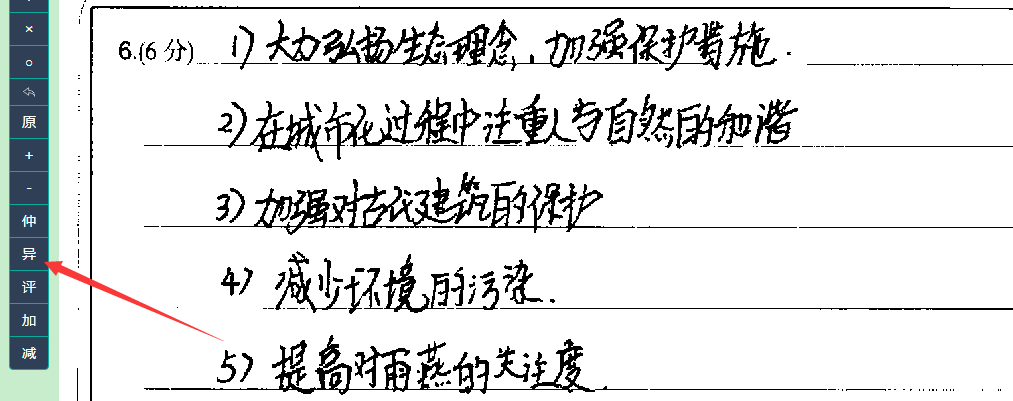 ×
○
原
+
-
仲
异
评
加
减
6.(6分) 1) 大力弘扬生态理念，加强保护措施.
2) 在城市化过程中注重人与自然的和谐
3) 加强对古代建筑的保护
4) 减少环境的污染.
5) 提高对雨燕的关注度.